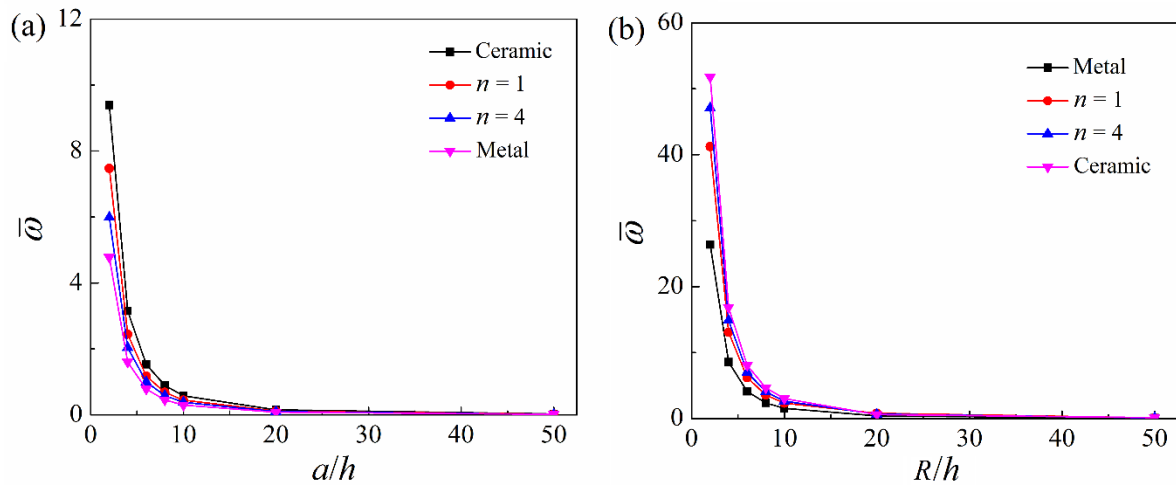 (a)
12
8
4
0
ω̅
0 10 20 30 40 50
a/h
Ceramic
n = 1
n = 4
Metal
(b)
60
40
20
0
ω̅
0 10 20 30 40 50
R/h
Metal
n = 1
n = 4
Ceramic